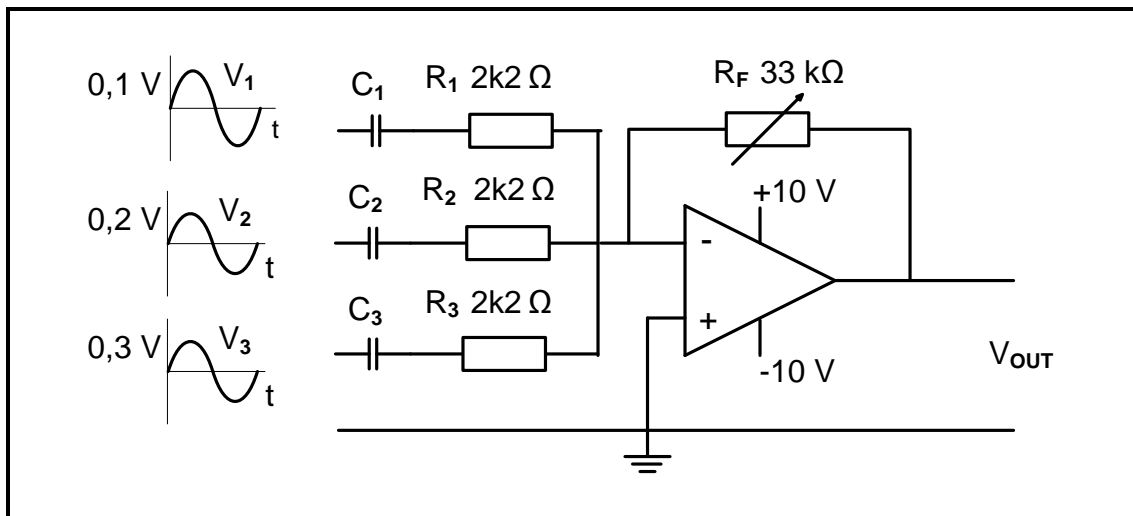 0,1 V
V1
t
C1
R1 2k2 Ω
RF 33 kΩ
0,2 V
V2
t
C2
R2 2k2 Ω
+10 V
-
0,3 V
V3
t
C3
R3 2k2 Ω
+
-10 V
VOUT